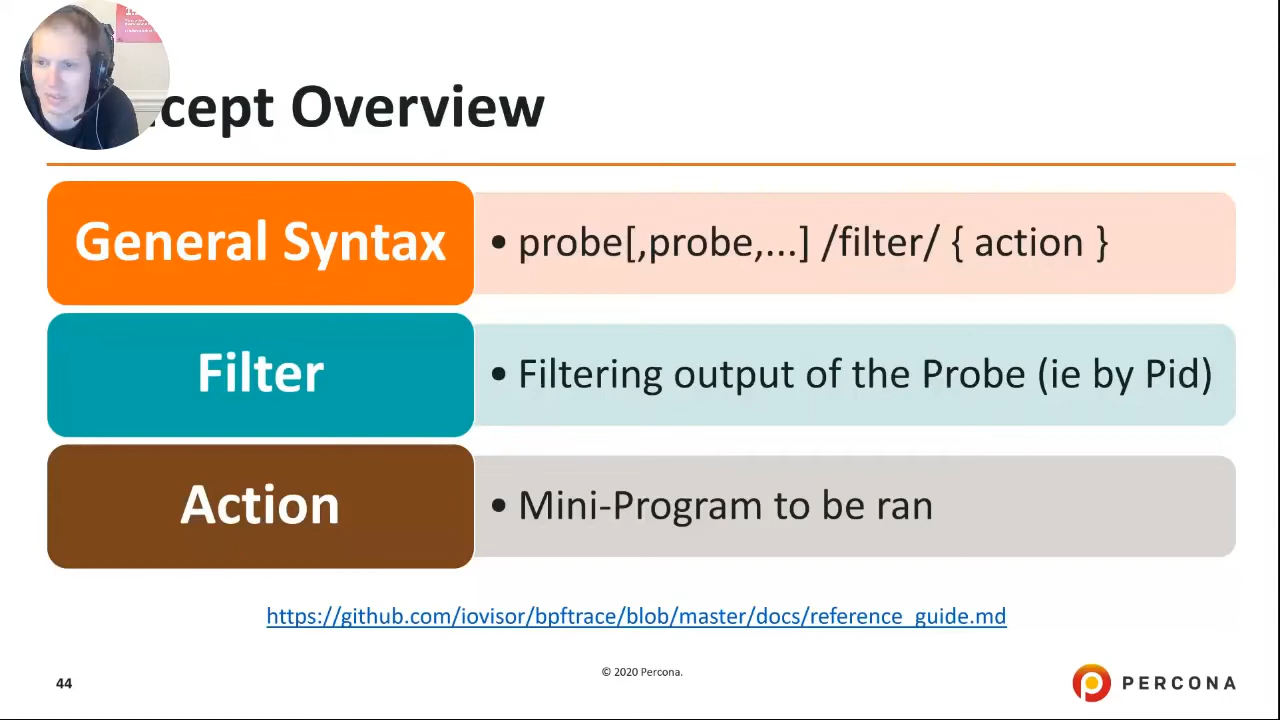 cept Overview
General Syntax
• probe[,probe,...] /filter/ { action }
Filter
• Filtering output of the Probe (ie by Pid)
Action
• Mini-Program to be ran
https://github.com/iovisor/bpftrace/blob/master/docs/reference_guide.md
44
© 2020 Percona.
PERCONA